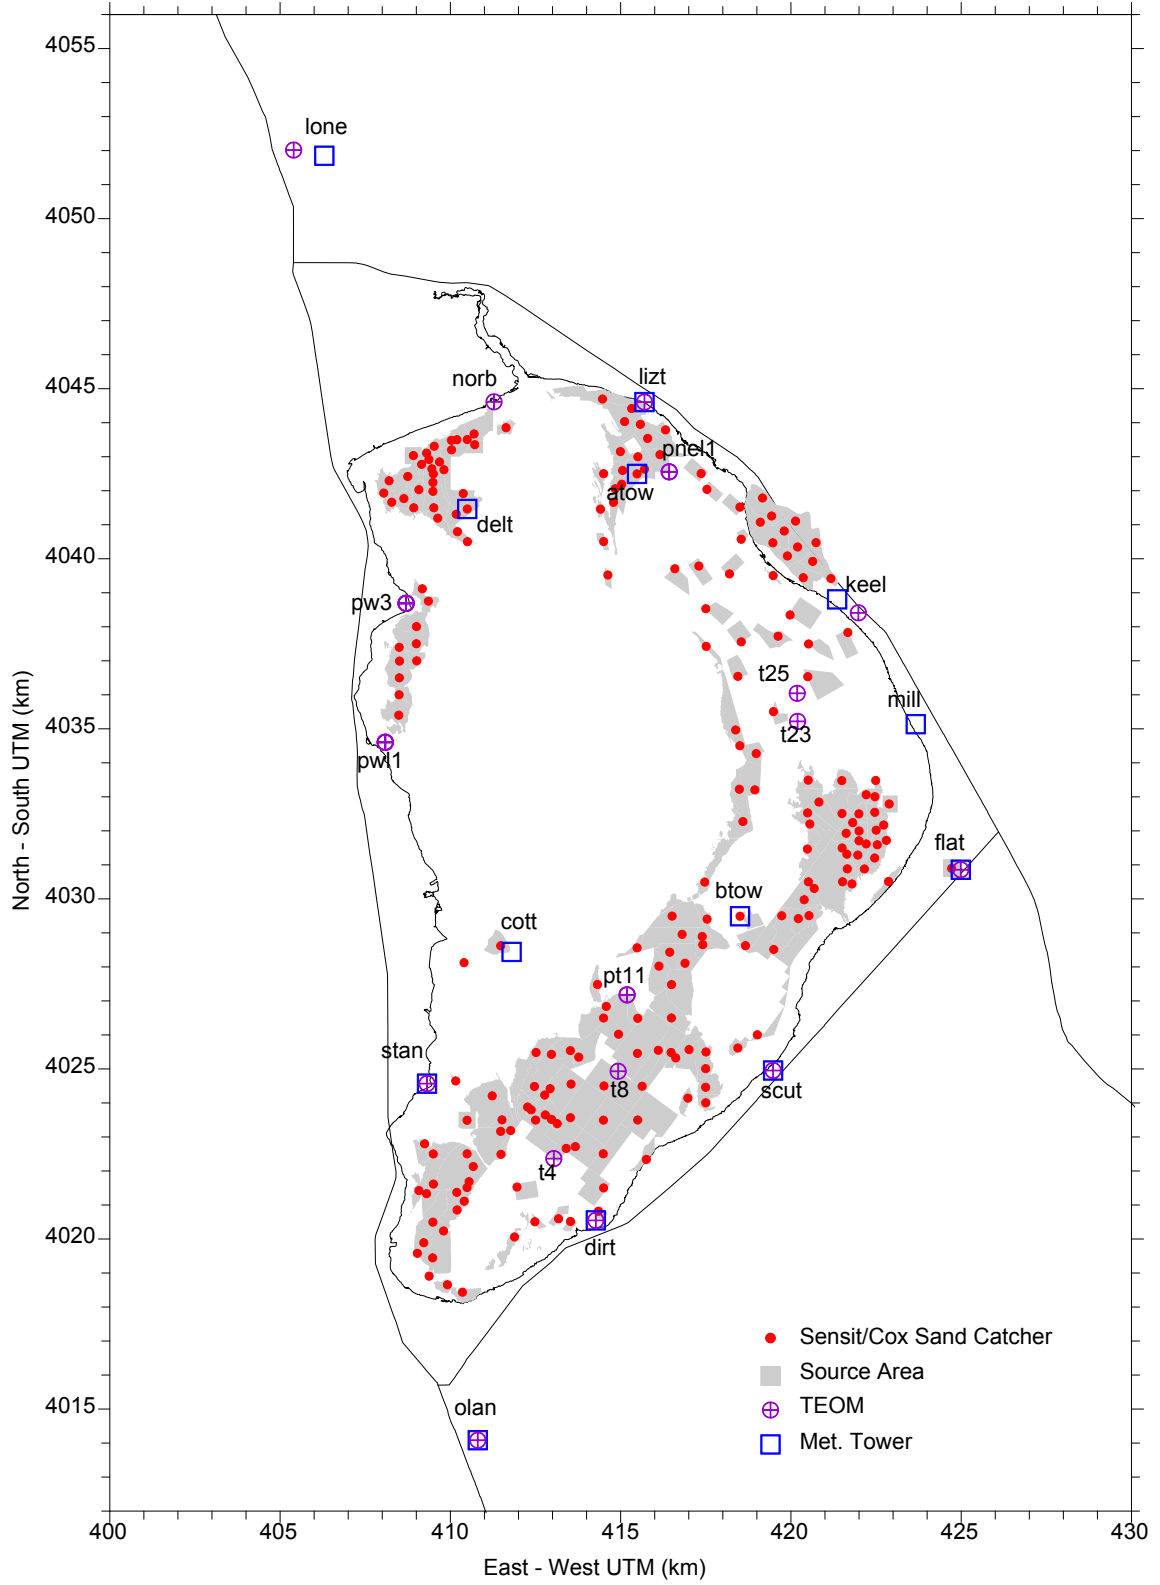 4055
lone
4050
4045
norb
lizt
pnel1
atow
delt
4040
keel
pw3
t25
mill
4035
t23
pwl1
flat
4030
btow
cott
pt11
stan
4025
t8
scut
t4
4020
dirt
Sensit/Cox Sand Catcher
Source Area
TEOM
Met. Tower
olan
4015
North - South UTM (km)
400
405
410
415
420
425
430
East - West UTM (km)